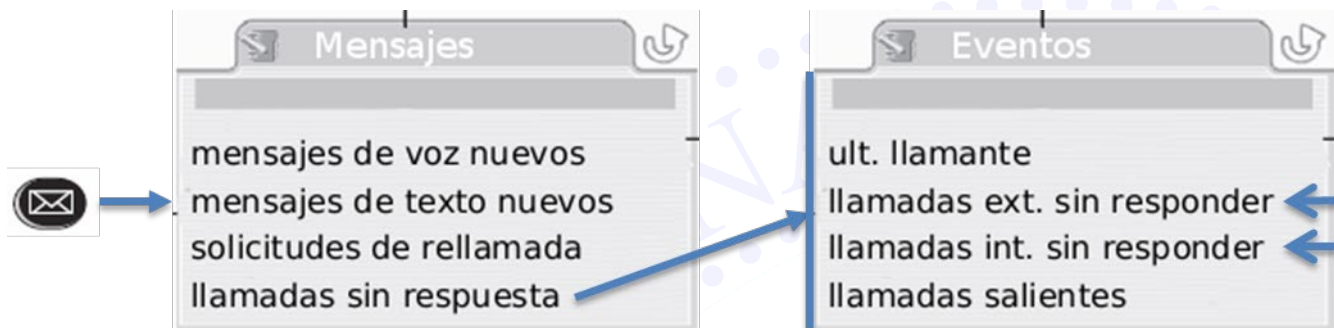 Mensajes
mensajes de voz nuevos
mensajes de texto nuevos
solicitudes de rellamada
llamadas sin respuesta
Eventos
ult. llamante
llamadas ext. sin responder
llamadas int. sin responder
llamadas salientes